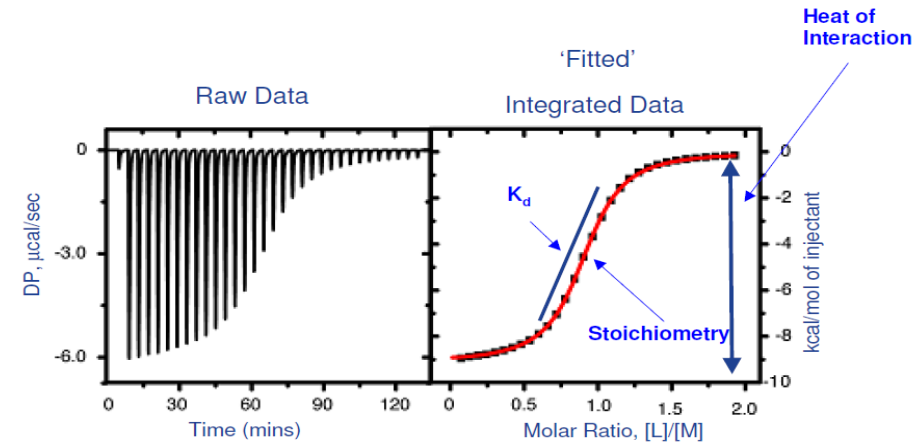 Heat of
Interaction
‘Fitted’
Raw Data
Integrated Data
0
-3.0
-6.0
DP, µcal/sec
0 30 60 90 120
Time (mins)
K_d
Stoichiometry
0
-2
-4
-6
-8
-10
kcal/mol of injectant
0 0.5 1.0 1.5 2.0
Molar Ratio, [L]/[M]